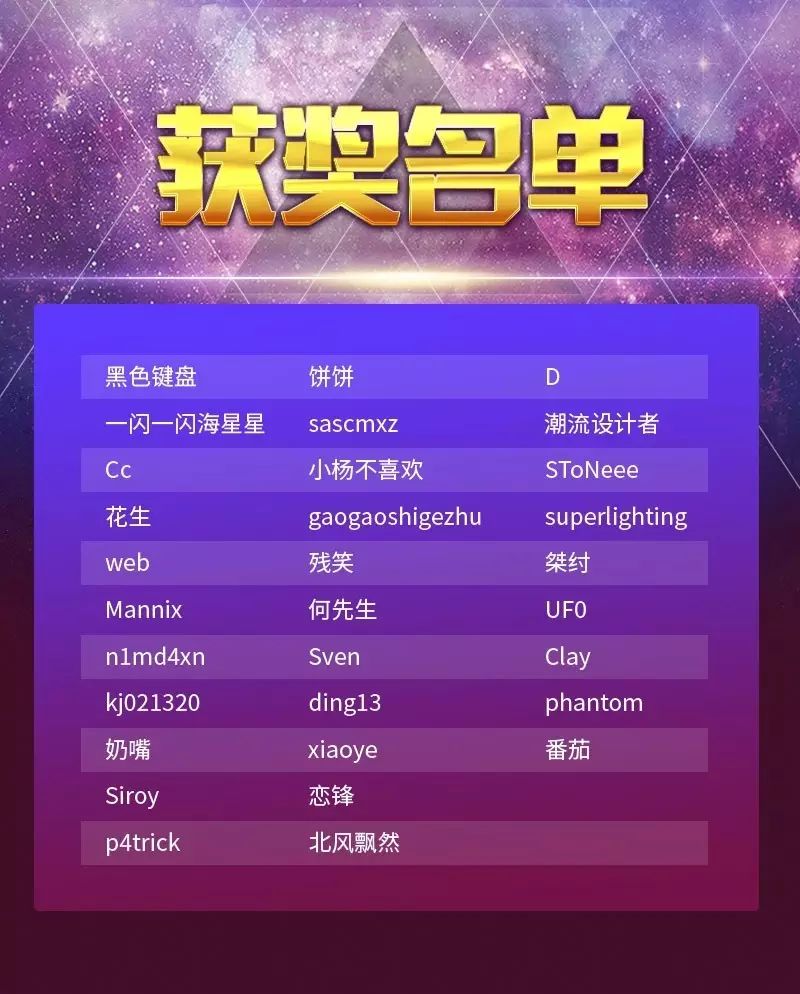 获奖名单
黑色键盘 饼饼 D
一闪一闪海星星 sascmxz 潮流设计者
Cc 小杨不喜欢 SToNeee
花生 gaogaoshigezhu superlighting
web 残笑 桀纣
Mannix 何先生 UF0
n1md4xn Sven Clay
kj021320 ding13 phantom
奶嘴 xiaoye 番茄
Siroy 恋锋
p4trick 北风飘然